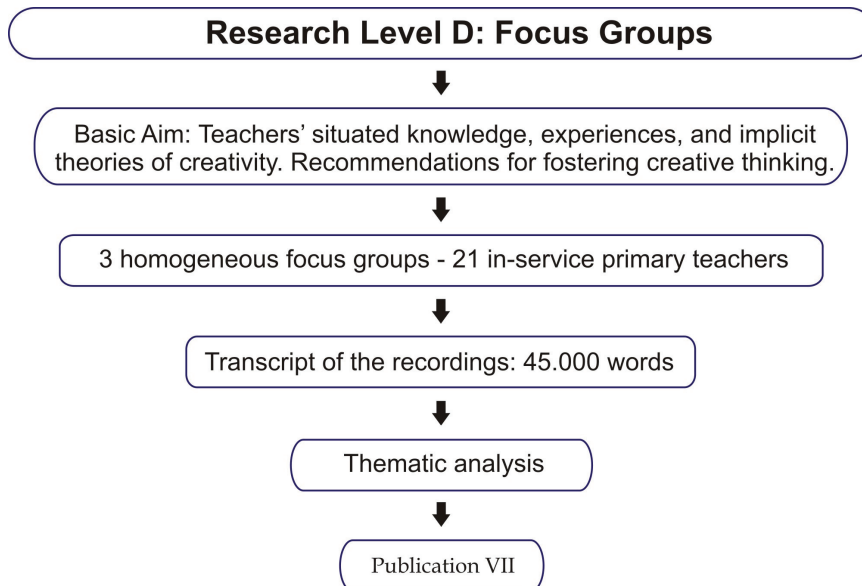 Research Level D: Focus Groups
Basic Aim: Teachers’ situated knowledge, experiences, and implicit
theories of creativity. Recommendations for fostering creative thinking.
3 homogeneous focus groups - 21 in-service primary teachers
Transcript of the recordings: 45.000 words
Thematic analysis
Publication VII